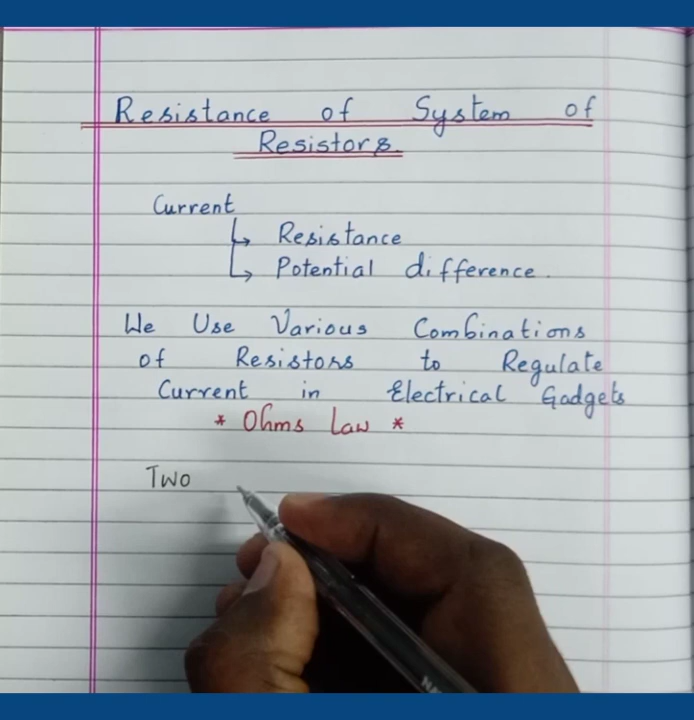 Resistance of System of
Resistors
Current
↳ Resistance
↳ Potential difference.
We Use Various Combinations
of Resistors to Regulate
Current in Electrical Gadgets
* Ohms Law *
Two